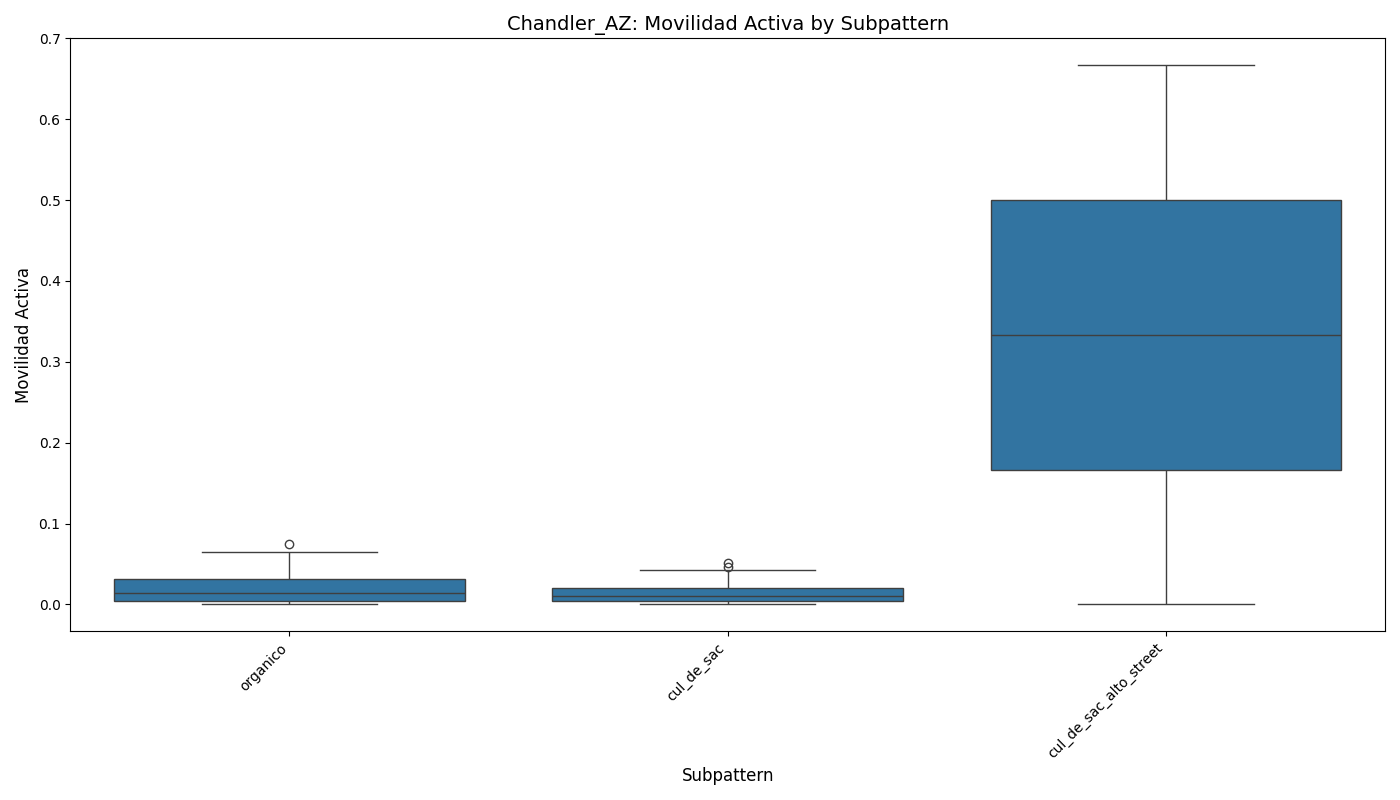 Chandler_AZ: Movilidad Activa by Subpattern
0.7
0.6
0.5
0.4
0.3
0.2
0.1
0.0
Movilidad Activa
organico
cul_de_sac
cul_de_sac_alto_street
Subpattern